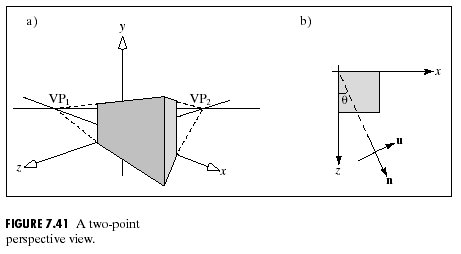 a)
b)
y
VP1
VP2
z
x
x
θ
u
z
n
FIGURE 7.41 A two-point
perspective view.